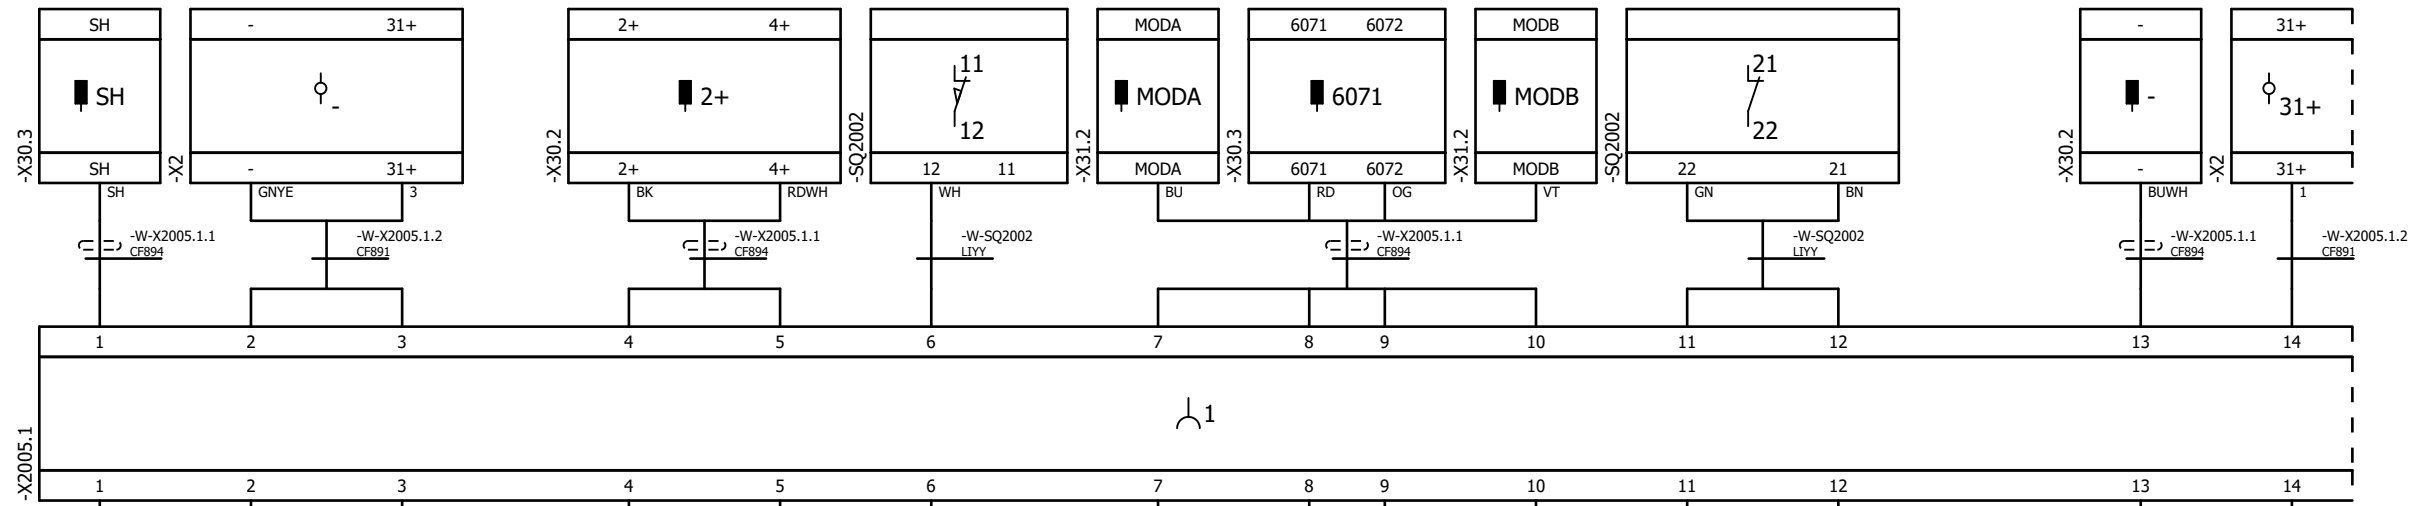 SH - 31+ 2+ 4+ MODA 6071 6072 MODB - 31+
-X30.3 SH -X2 - -X30.2 2+ -SQ2002 11 12 -X31.2 MODA -X30.3 6071 -X31.2 MODB -SQ2002 21 22 -X30.2 - -X2 31+
SH - 31+ 2+ 4+ 12 11 MODA 6071 6072 MODB 22 21 - 31+
SH GNYE 3 BK RDWH WH BU RD OG VT GN BN BUWH 1
-W-X2005.1.1 -W-X2005.1.2 -W-X2005.1.1 -W-SQ2002 -W-X2005.1.1 -W-SQ2002 -W-X2005.1.1 -W-X2005.1.2
CF894 CF891 CF894 LIYY CF894 LIYY CF894 CF891
1 2 3 4 5 6 7 8 9 10 11 12 13 14
-X2005.1 1
1 2 3 4 5 6 7 8 9 10 11 12 13 14